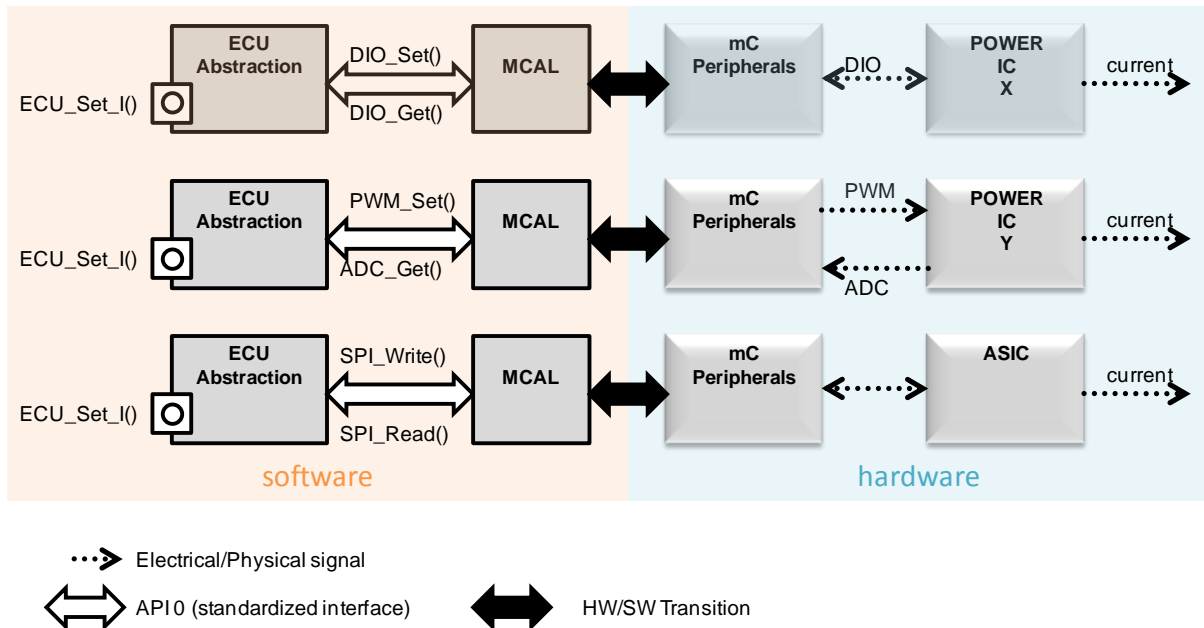 ECU
Abstraction
DIO_Set()
DIO_Get()
MCAL
mC
Peripherals
DIO
POWER
IC
X
current
ECU_Set_I()
ECU
Abstraction
PWM_Set()
ADC_Get()
MCAL
mC
Peripherals
PWM
ADC
POWER
IC
Y
current
ECU_Set_I()
ECU
Abstraction
SPI_Write()
SPI_Read()
MCAL
mC
Peripherals
ASIC
current
ECU_Set_I()
software
hardware
Electrical/Physical signal
API 0 (standardized interface)
HW/SW Transition